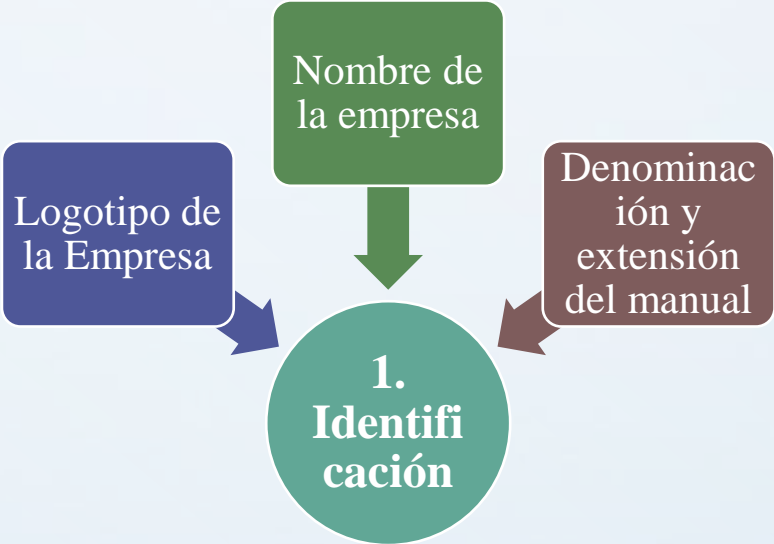 Nombre de
la empresa
Logotipo de
la Empresa
Denominac
ión y
extensión
del manual
1.
Identifi
cación